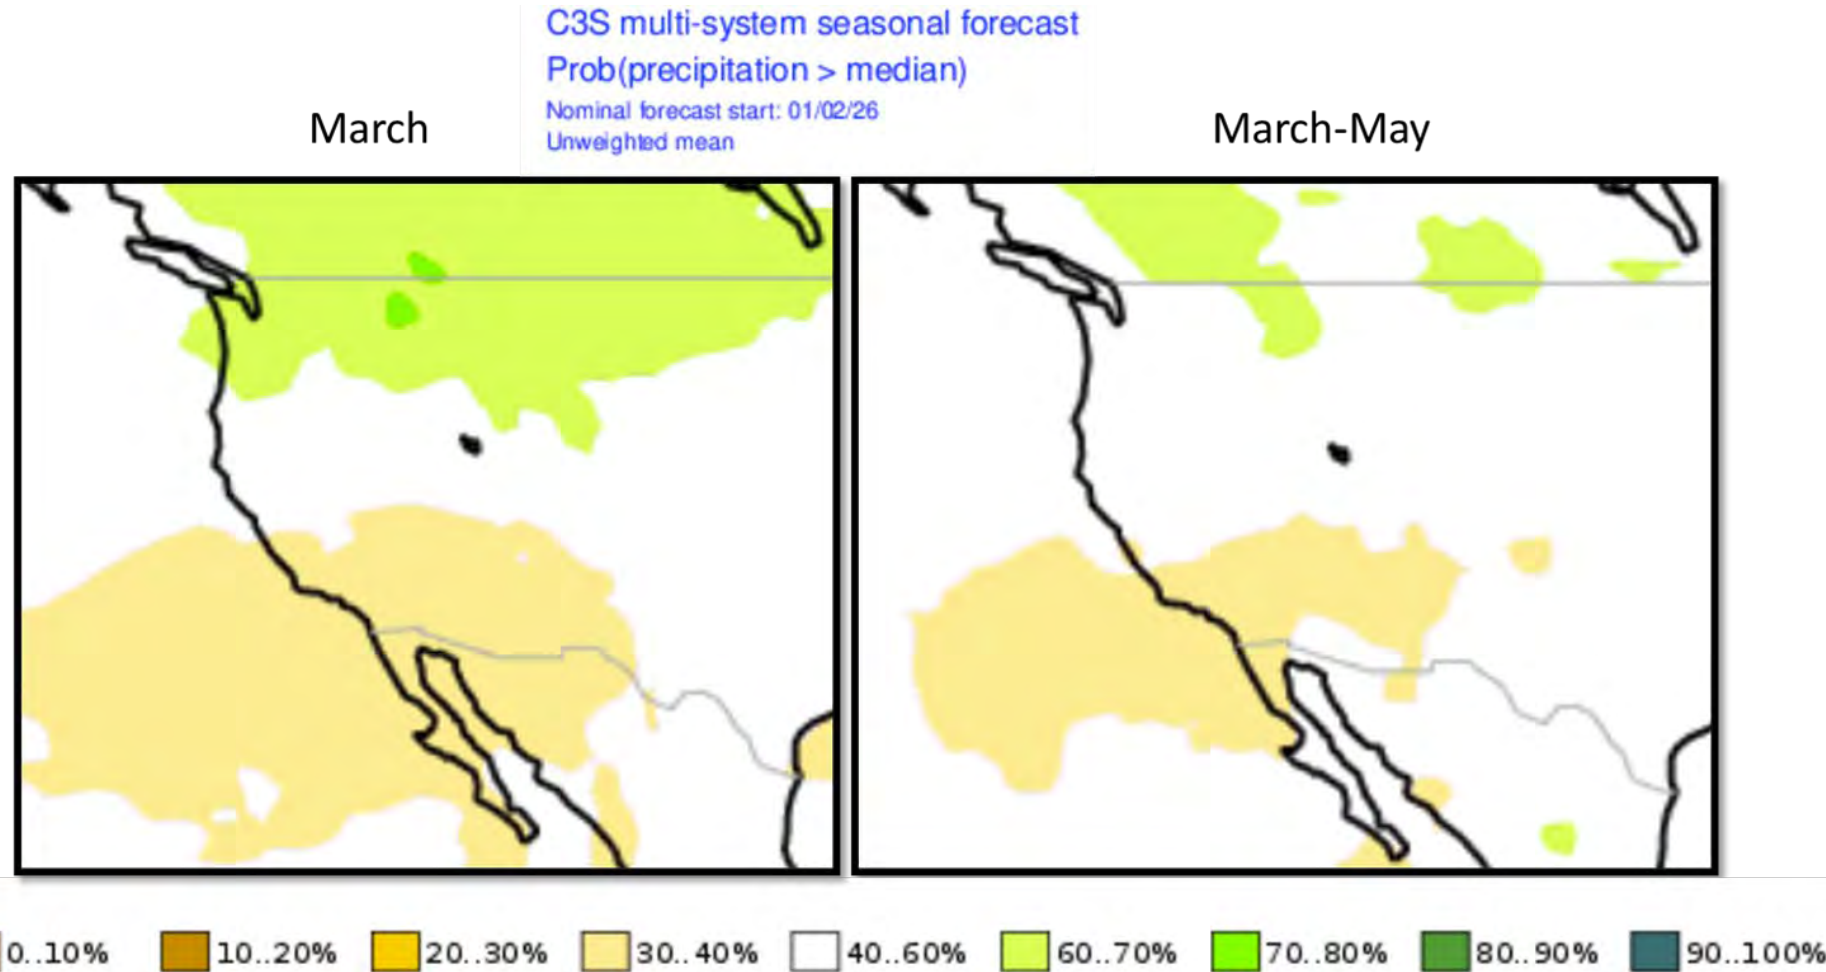 C3S multi-system seasonal forecast
Prob(precipitation > median)
Nominal forecast start: 01/02/26
Unweighted mean
March
March-May
0..10% 10..20% 20..30% 30..40% 40..60% 60..70% 70..80% 80..90% 90..100%